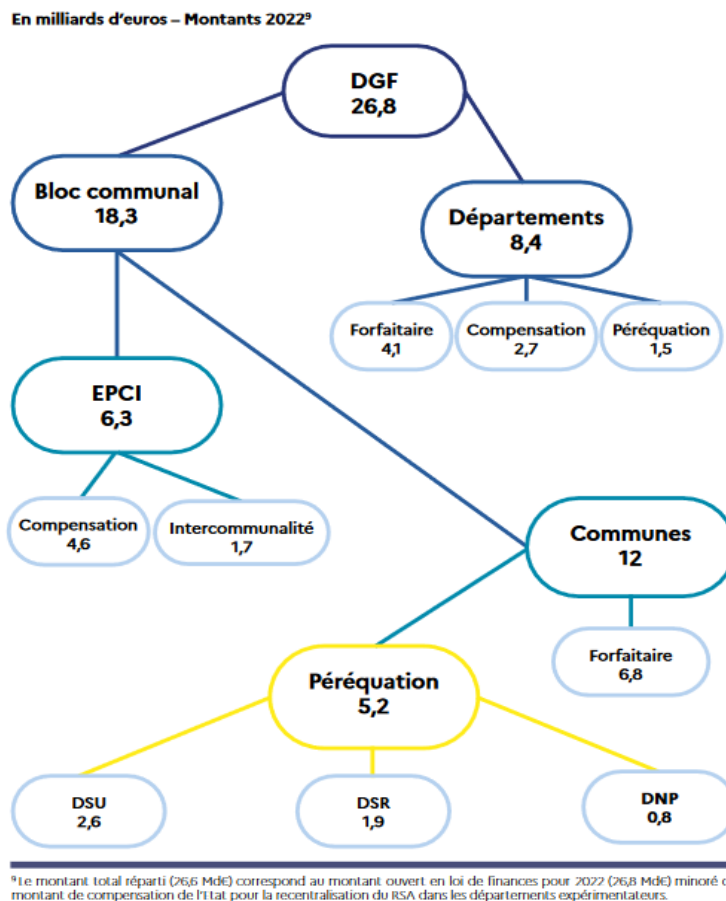 En milliards d'euros – Montants 2022⁹
DGF
26,8
Bloc communal
18,3
Départements
8,4
Forfaitaire
4,1
Compensation
2,7
Péréquation
1,5
EPCI
6,3
Compensation
4,6
Intercommunalité
1,7
Communes
12
Forfaitaire
6,8
Péréquation
5,2
DSU
2,6
DSR
1,9
DNP
0,8
⁹Le montant total réparti (26,6 Md€) correspond au montant ouvert en loi de finances pour 2022 (26,8 Md€) minoré
montant de compensation de l'Etat pour la recentralisation du RSA dans les départements expérimentateurs.